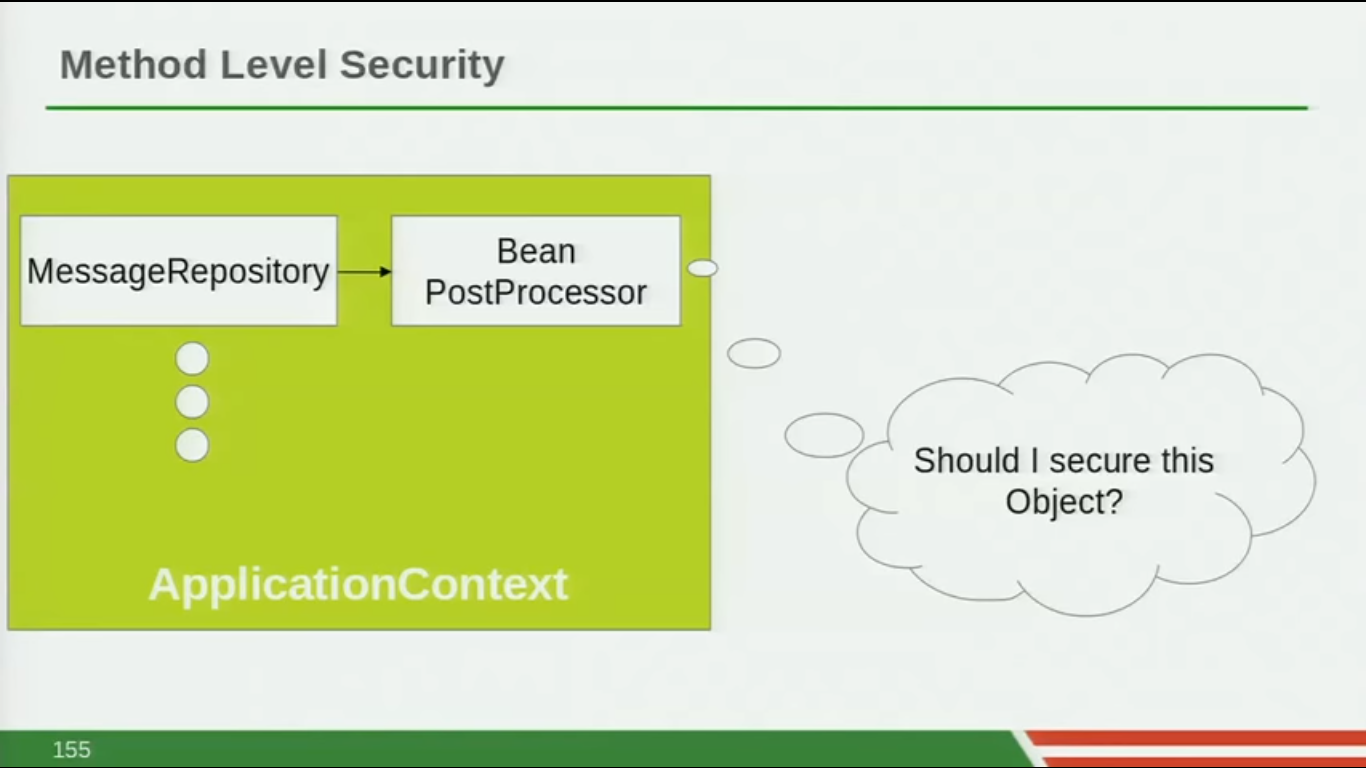 Method Level Security
MessageRepository
Bean
PostProcessor
Should I secure this
Object?
ApplicationContext
155